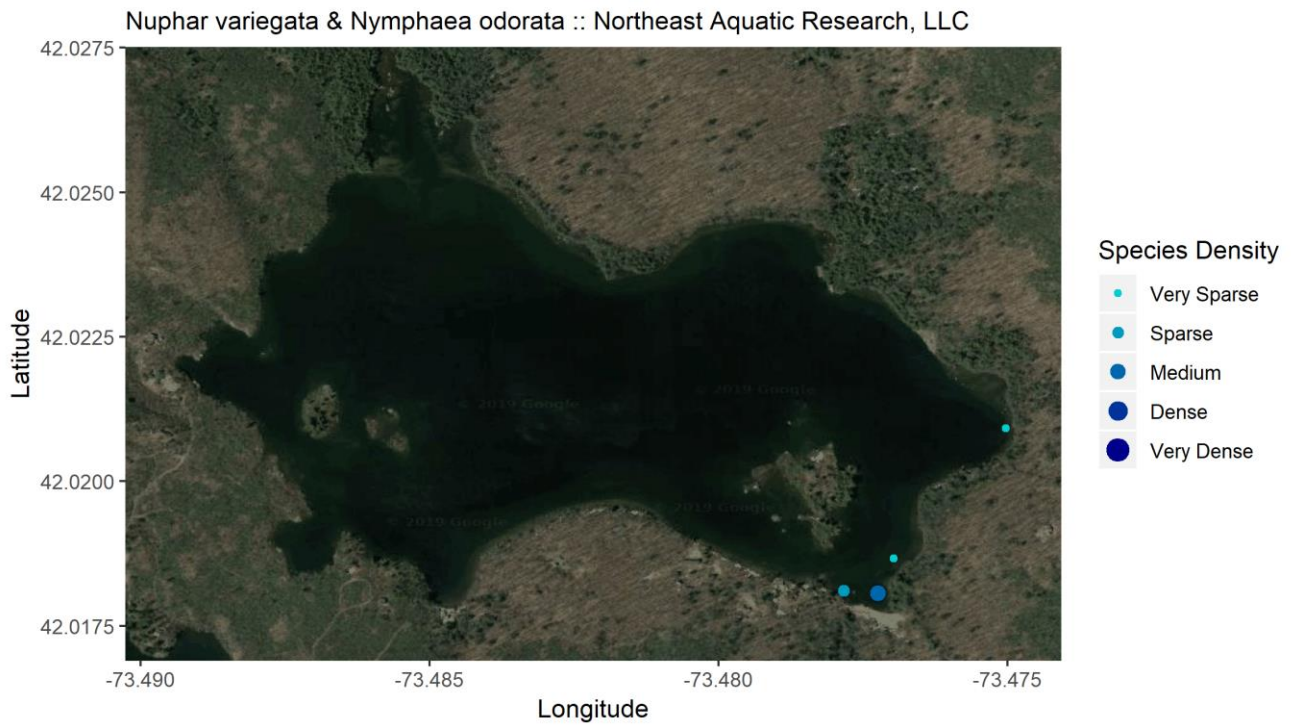 Nuphar variegata & Nymphaea odorata :: Northeast Aquatic Research, LLC
42.0275
42.0250
42.0225
42.0200
42.0175
Latitude
© 2019 Google
© 2019 Google
© 2019 Google
2019 Google
-73.490
-73.485
-73.480
-73.475
Longitude
Species Density
Very Sparse
Sparse
Medium
Dense
Very Dense